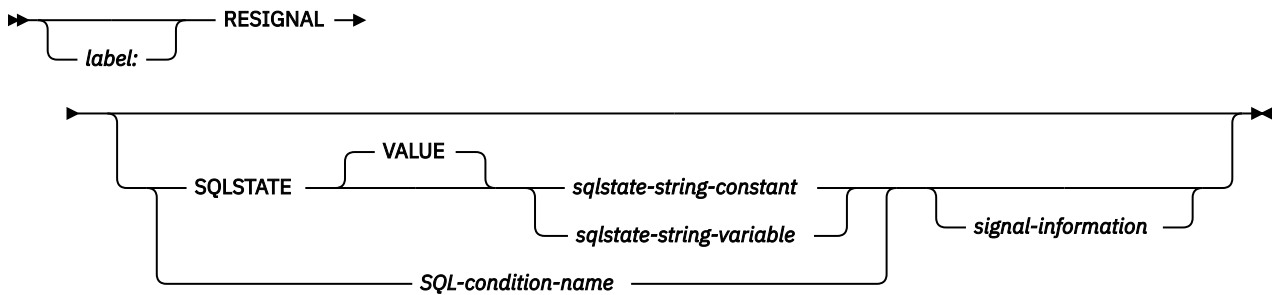 RESIGNAL
label:
VALUE
SQLSTATE sqlstate-string-constant
sqlstate-string-variable signal-information
SQL-condition-name